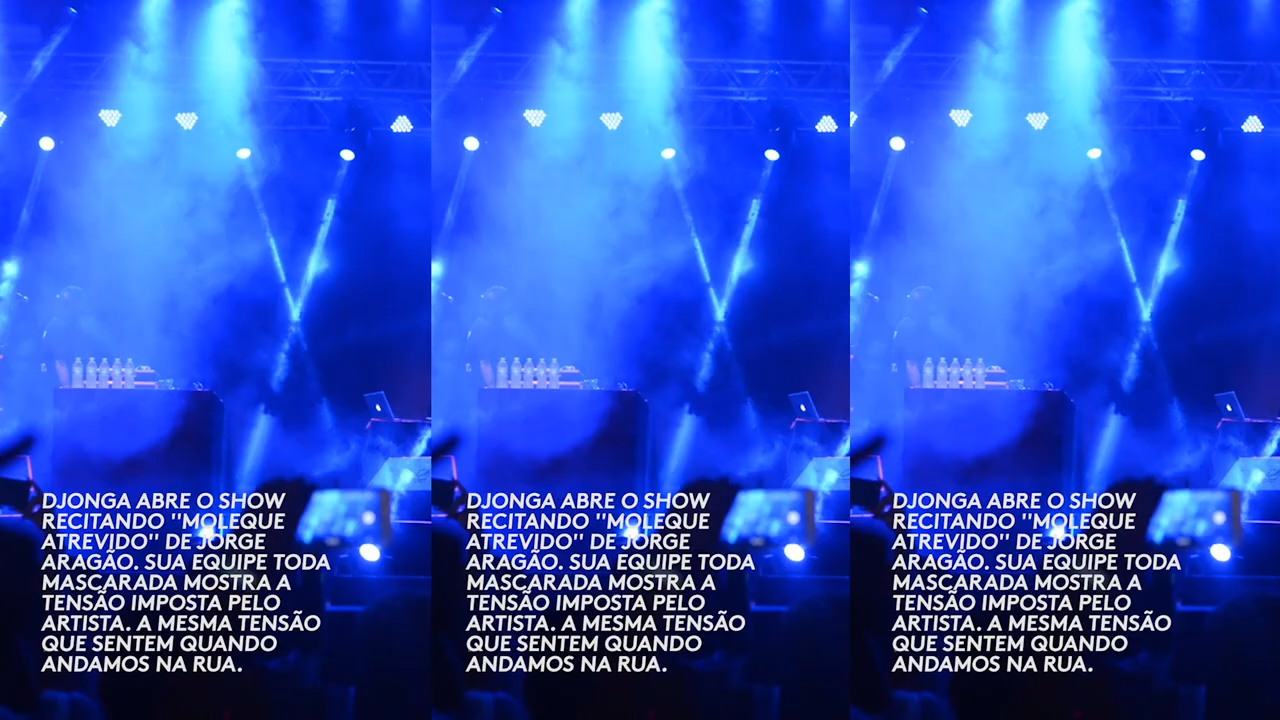 DJONGA ABRE O SHOW
RECITANDO "MOLEQUE
ATREVIDO" DE JORGE
ARAGÃO. SUA EQUIPE TODA
MASCARADA MOSTRA A
TENSÃO IMPOSTA PELO
ARTISTA. A MESMA TENSÃO
QUE SENTEM QUANDO
ANDAMOS NA RUA.
DJONGA ABRE O SHOW
RECITANDO "MOLEQUE
ATREVIDO" DE JORGE
ARAGÃO. SUA EQUIPE TODA
MASCARADA MOSTRA A
TENSÃO IMPOSTA PELO
ARTISTA. A MESMA TENSÃO
QUE SENTEM QUANDO
ANDAMOS NA RUA.
DJONGA ABRE O SHOW
RECITANDO "MOLEQUE
ATREVIDO" DE JORGE
ARAGÃO. SUA EQUIPE TODA
MASCARADA MOSTRA A
TENSÃO IMPOSTA PELO
ARTISTA. A MESMA TENSÃO
QUE SENTEM QUANDO
ANDAMOS NA RUA.